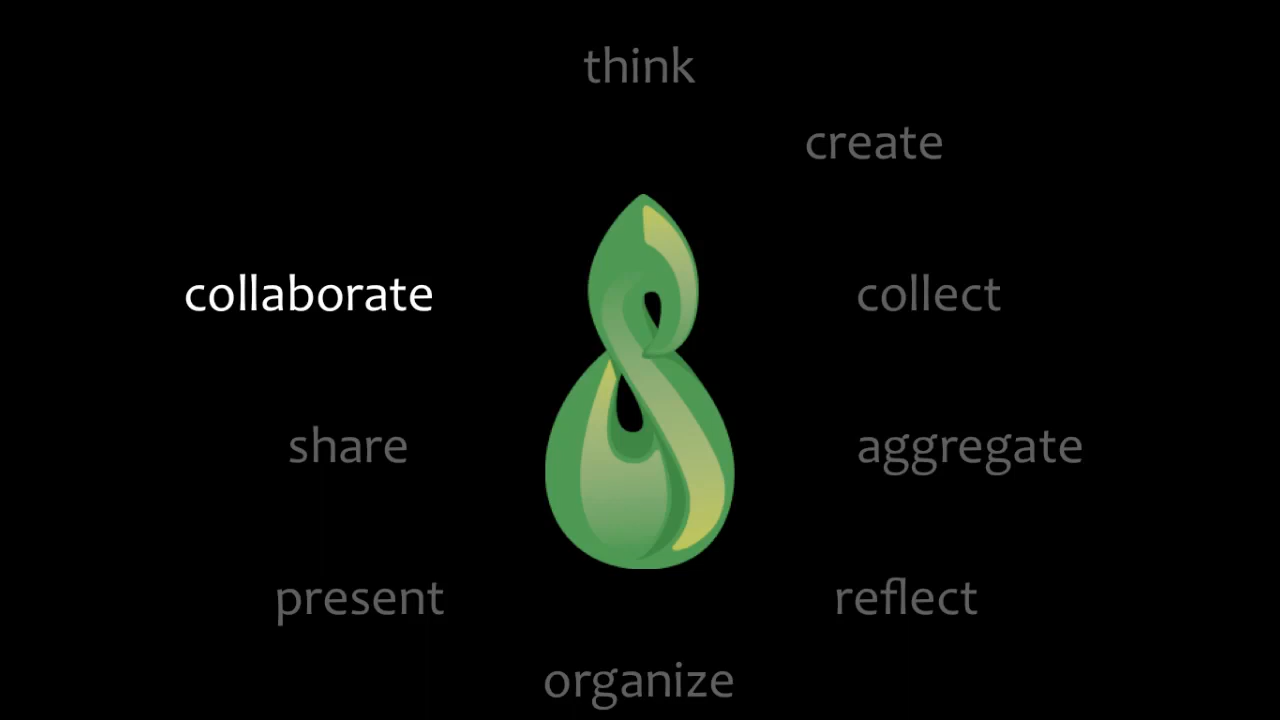 think
create
collaborate
collect
share
aggregate
present
reflect
organize